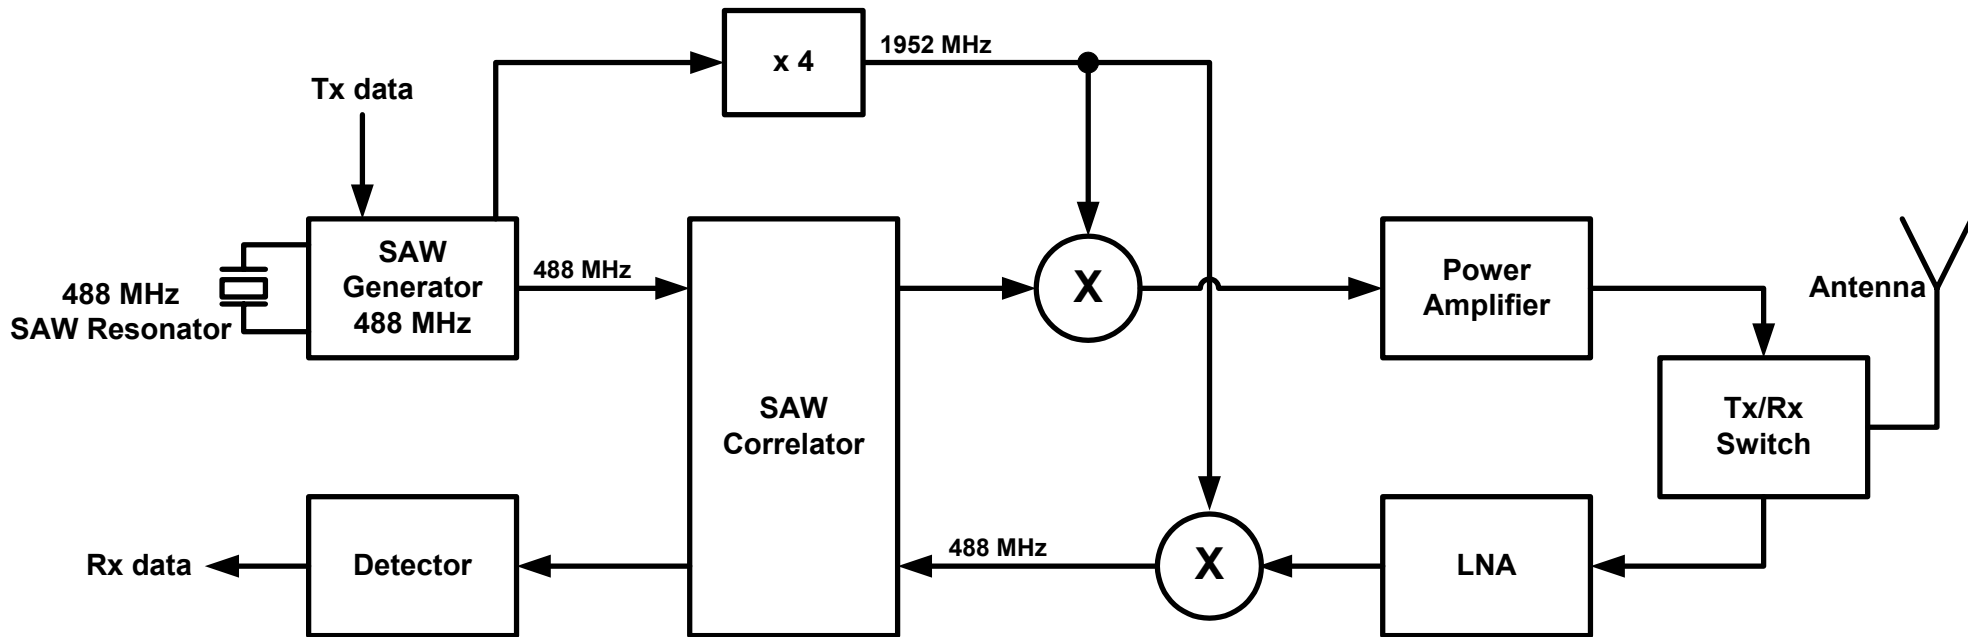 x 4
1952 MHz
Tx data
SAW
Generator
488 MHz
488 MHz
SAW Resonator
488 MHz
SAW
Correlator
X
Power
Amplifier
Antenna
Tx/Rx
Switch
Rx data
Detector
488 MHz
X
LNA